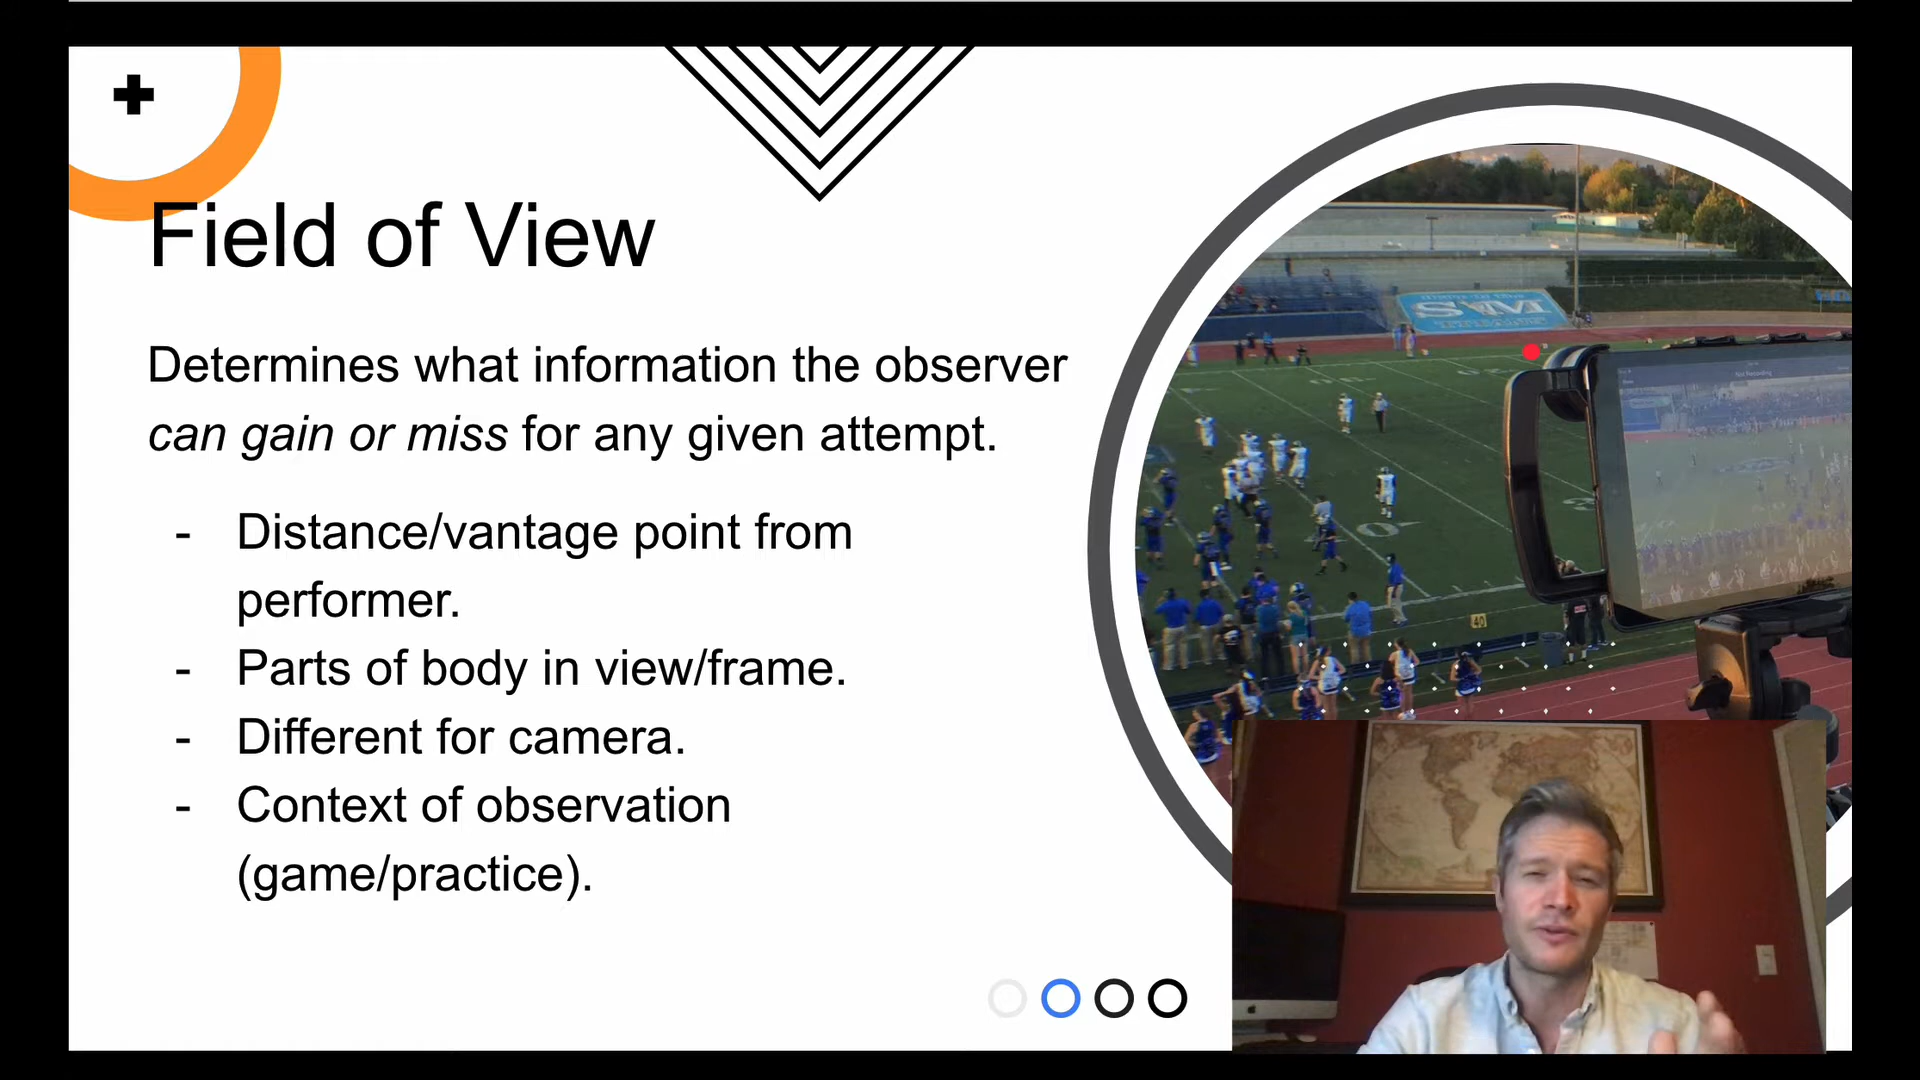 Field of View
Determines what information the observer
can gain or miss for any given attempt.
- Distance/vantage point from
performer.
- Parts of body in view/frame.
- Different for camera.
- Context of observation
(game/practice).
40